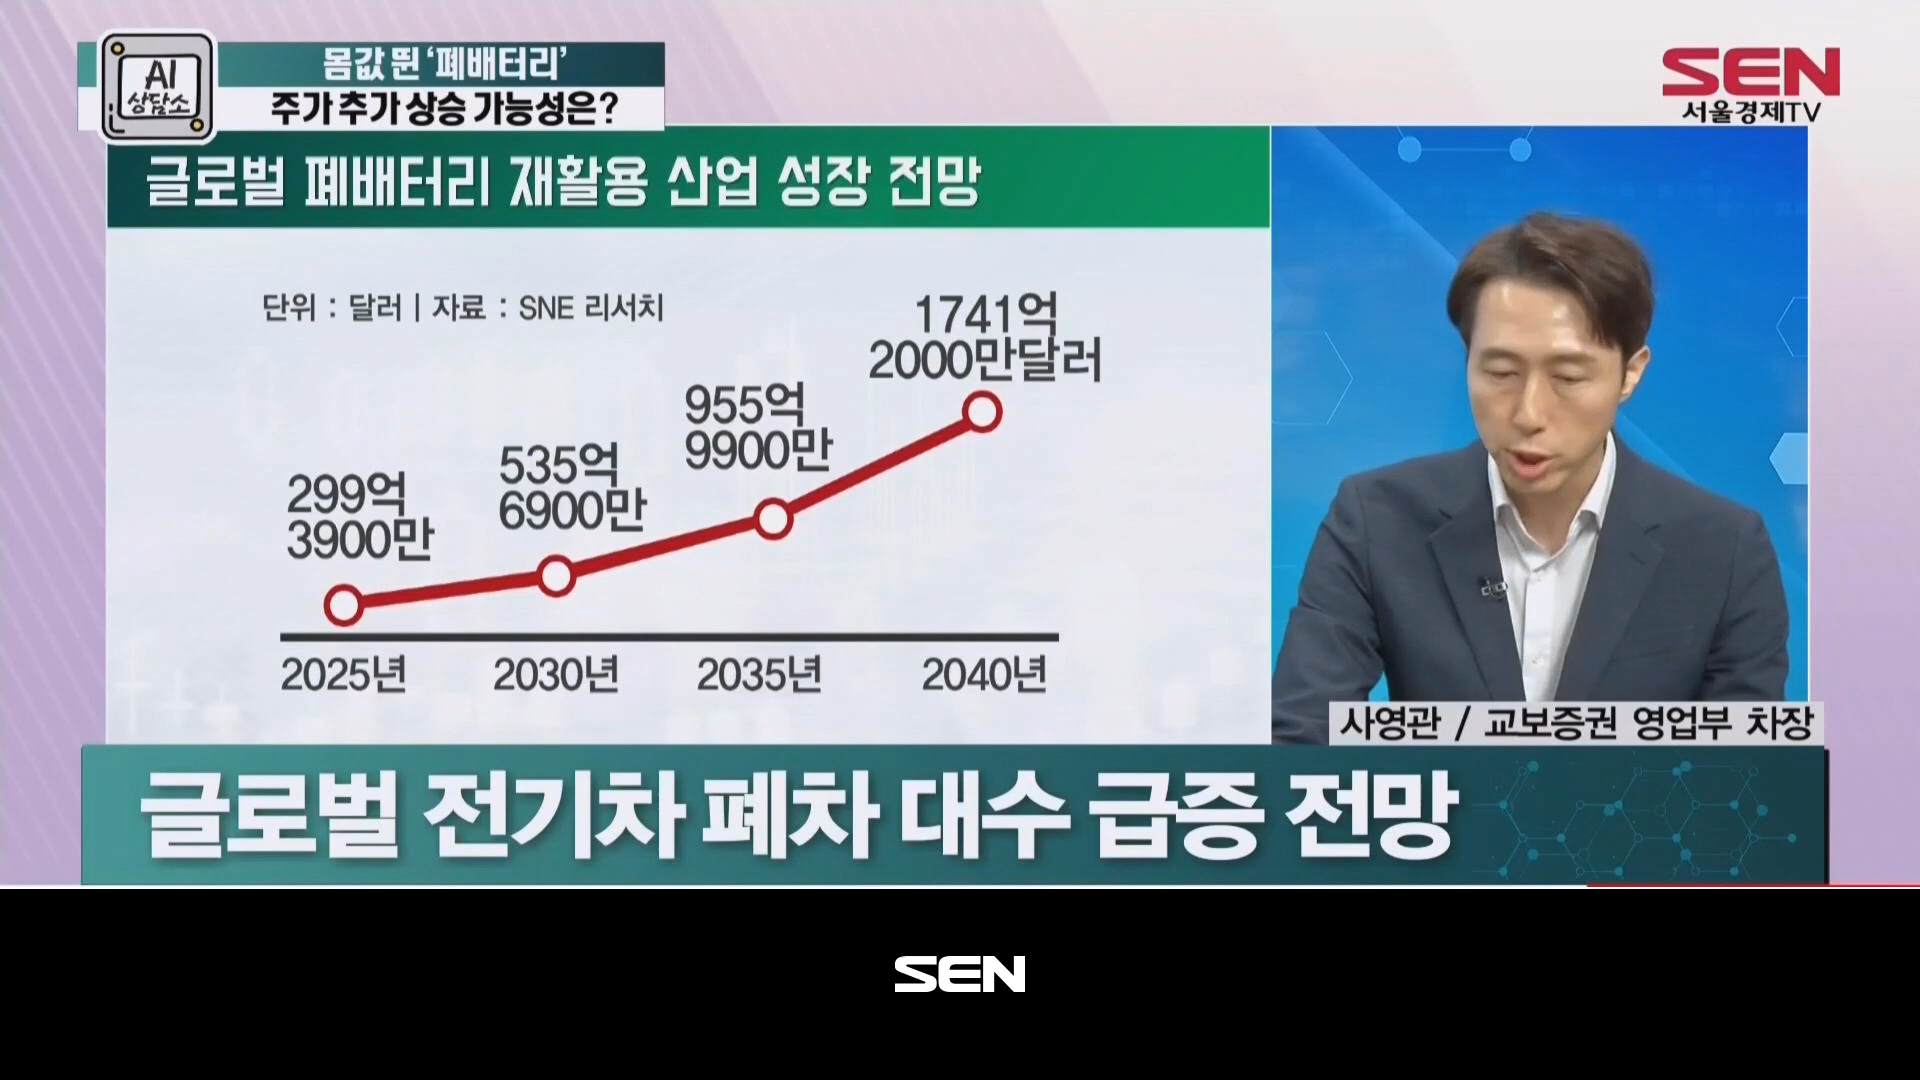 AI
상담소
몸값 뛴 ‘폐배터리’
주가 추가 상승 가능성은?
SEN
서울경제TV
글로벌 폐배터리 재활용 산업 성장 전망
단위 : 달러 | 자료 : SNE 리서치
299억
3900만
535억
6900만
955억
9900만
1741억
2000만달러
2025년
2030년
2035년
2040년
사영관 / 교보증권 영업부 차장
글로벌 전기차 폐차 대수 급증 전망
SEN